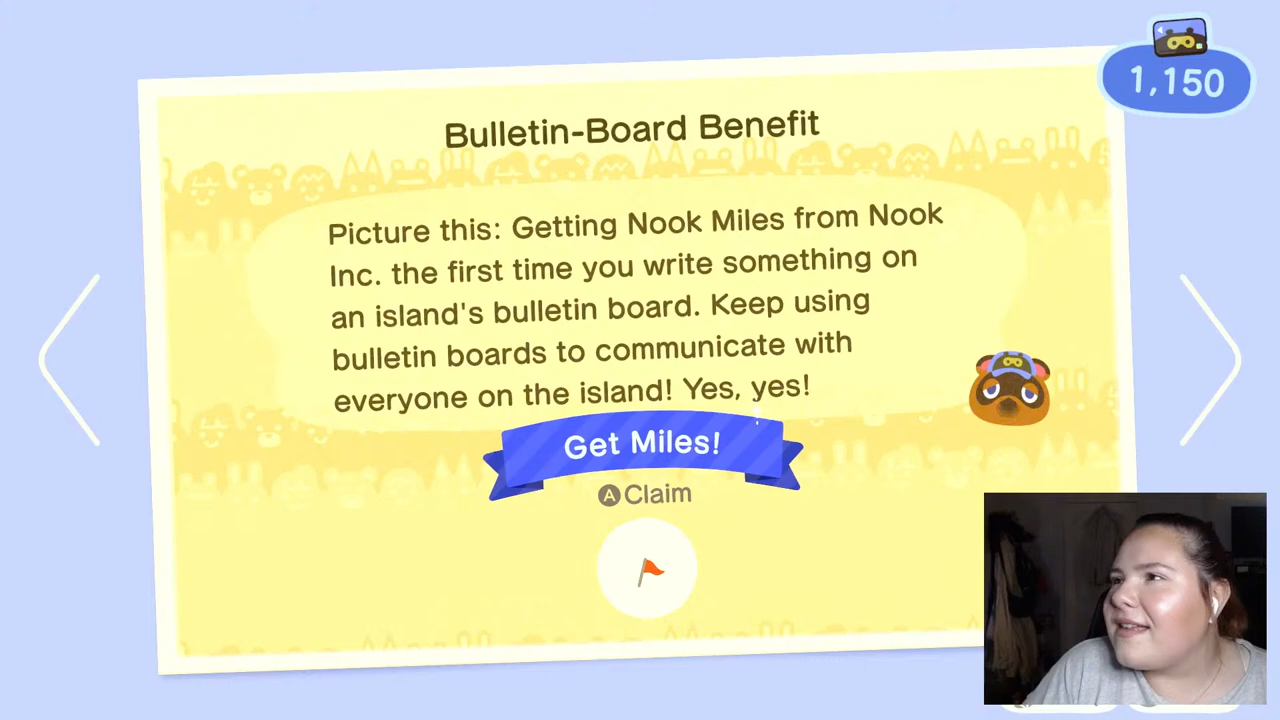 1,150
Bulletin-Board Benefit
Picture this: Getting Nook Miles from Nook
Inc. the first time you write something on
an island's bulletin board. Keep using
bulletin boards to communicate with
everyone on the island! Yes, yes!
Get Miles!
A Claim